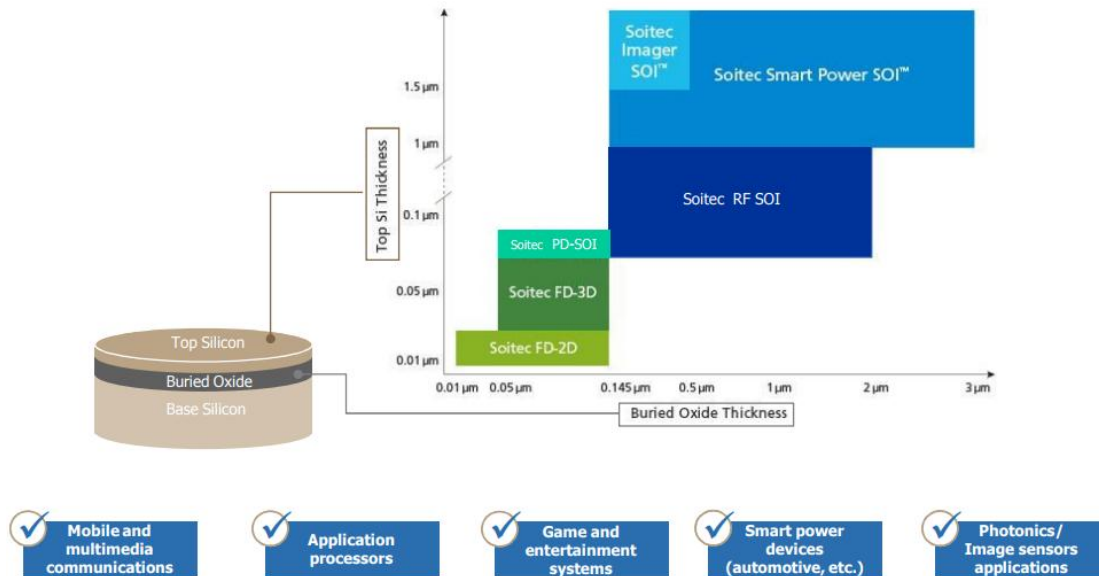 Soitec
Imager
SOI™
Soitec Smart Power SOI™
1.5 µm
1 µm
Top Si Thickness
Soitec RF SOI
0.1 µm
Soitec PD-SOI
0.05 µm
Soitec FD-3D
Soitec FD-2D
0.01 µm
0.01 µm 0.05 µm 0.145 µm 0.5 µm 1 µm 2 µm 3 µm
Buried Oxide Thickness
Top Silicon
Buried Oxide
Base Silicon
Mobile and
multimedia
communications
Application
processors
Game and
entertainment
systems
Smart power
devices
(automotive, etc.)
Photonics/
Image sensors
applications